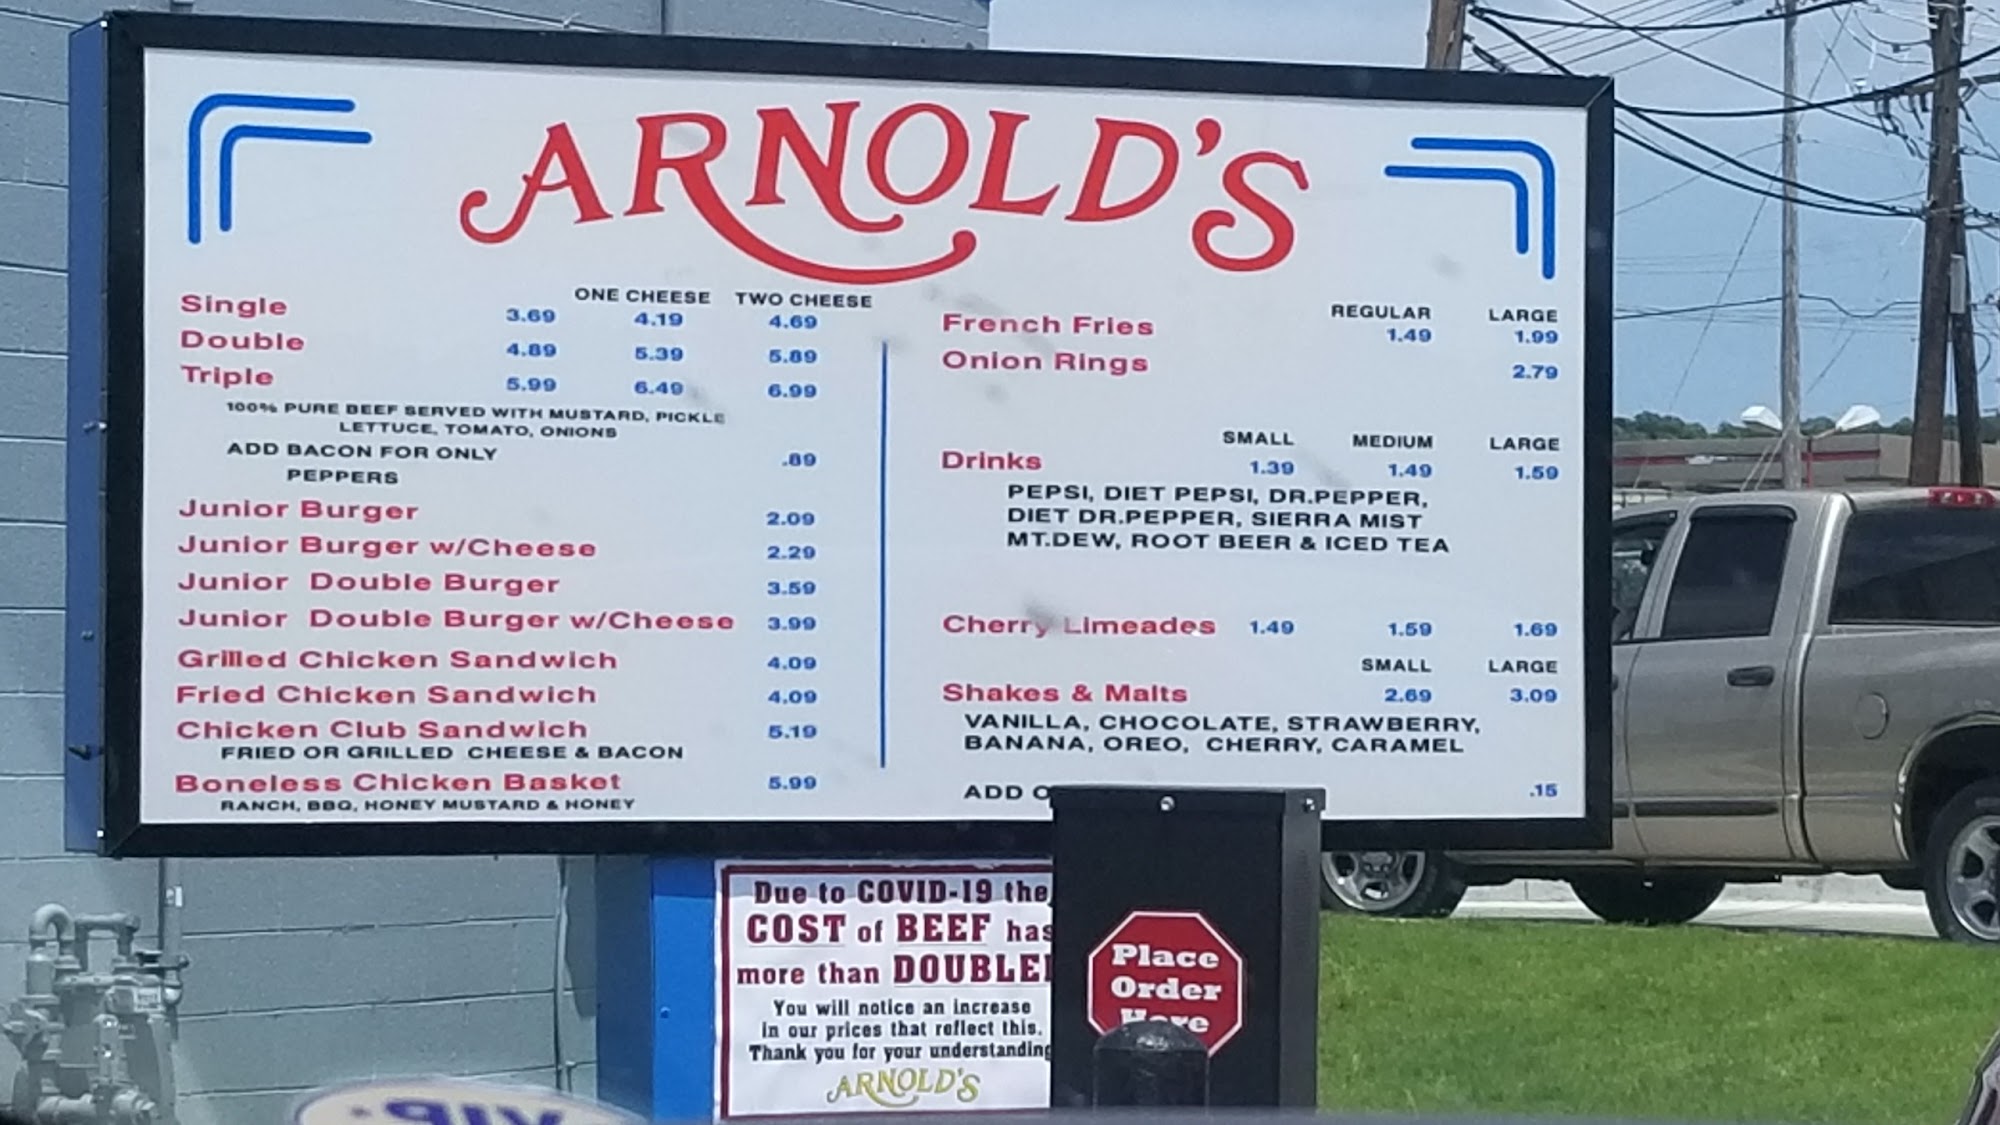 ARNOLD'S
ONE CHEESE TWO CHEESE
Single 3.69 4.19 4.69
Double 4.89 5.39 5.89
Triple 5.99 6.49 6.99
100% PURE BEEF SERVED WITH MUSTARD, PICKLE
LETTUCE, TOMATO, ONIONS
ADD BACON FOR ONLY .89
PEPPERS
Junior Burger 2.09
Junior Burger w/Cheese 2.29
Junior Double Burger 3.59
Junior Double Burger w/Cheese 3.99
Grilled Chicken Sandwich 4.09
Fried Chicken Sandwich 4.09
Chicken Club Sandwich 5.19
FRIED OR GRILLED CHEESE & BACON
Boneless Chicken Basket 5.99
RANCH, BBQ, HONEY MUSTARD & HONEY
REGULAR LARGE
French Fries 1.49 1.99
Onion Rings 2.79
SMALL MEDIUM LARGE
Drinks 1.39 1.49 1.59
PEPSI, DIET PEPSI, DR.PEPPER,
DIET DR.PEPPER, SIERRA MIST
MT.DEW, ROOT BEER & ICED TEA
Cherry Limeades 1.49 1.59 1.69
SMALL LARGE
Shakes & Malts 2.69 3.09
VANILLA, CHOCOLATE, STRAWBERRY,
BANANA, OREO, CHERRY, CARAMEL
ADD .15
Due to COVID-19 the
COST of BEEF has
more than DOUBLE
You will notice an increase
in our prices that reflect this.
Thank you for your understanding
ARNOLD'S
Place
Order
Here
VIP